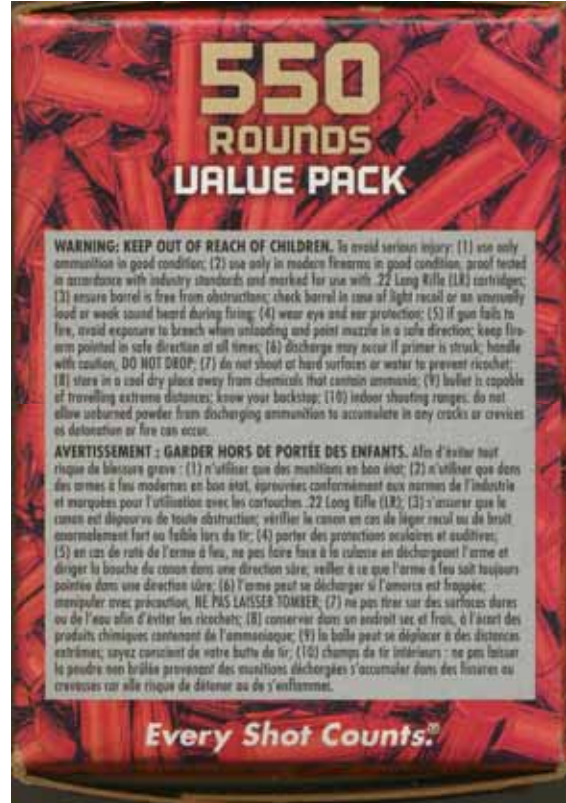 550
ROUNDS
VALUE PACK
WARNING: KEEP OUT OF REACH OF CHILDREN. To avoid serious injury: (1) use only
ammunition in good condition; (2) use only in modern firearms in good condition, proof tested
in accordance with industry standards and marked for use with .22 Long Rifle (LR) cartridges;
(3) ensure barrel is free from obstructions; check barrel in case of light recoil or an unusually
loud or weak sound heard during firing; (4) wear eye and ear protection; (5) if gun fails to
fire, avoid exposure to breech when unloading and point muzzle in a safe direction; keep fire-
arm pointed in safe direction at all times; (6) discharge may occur if primer is struck; handle
with caution, DO NOT DROP; (7) do not shoot at hard surfaces or water to prevent ricochet;
(8) store in a cool dry place away from chemicals that contain ammonia; (9) bullet is capable
of travelling extreme distances; know your backstop; (10) indoor shooting ranges: do not
allow unburned powder from discharging ammunition to accumulate in any cracks or crevices
as detonation or fire can occur.
AVERTISSEMENT : GARDER HORS DE PORTÉE DES ENFANTS. Afin d'éviter tout
risque de blessure grave : (1) n'utiliser que des munitions en bon état; (2) n'utiliser que dans
des armes à feu modernes en bon état, éprouvées conformément aux normes de l'industrie
et marquées pour l'utilisation avec les cartouches .22 Long Rifle (LR); (3) s'assurer que le
canon est dépourvu de toute obstruction; vérifier le canon en cas de léger recul ou de bruit
anormalement fort ou faible lors du tir; (4) porter des protections oculaires et auditives;
(5) en cas de raté de l'arme à feu, ne pas faire face à la culasse en déchargeant l'arme et
diriger la bouche du canon dans une direction sûre; veiller à ce que l'arme à feu soit toujours
pointée dans une direction sûre; (6) l'arme peut se décharger si l'amorce est frappée;
manipuler avec précaution, NE PAS LAISSER TOMBER; (7) ne pas tirer sur des surfaces dures
ou de l'eau afin d'éviter les ricochets; (8) conserver dans un endroit sec et frais, à l'écart des
produits chimiques contenant de l'ammoniaque; (9) la balle peut se déplacer à des distances
extrêmes; soyez conscient de votre butte de tir; (10) champs de tir intérieurs : ne pas laisser
la poudre non brûlée provenant des munitions déchargées s'accumuler dans des fissures ou
crevasses car elle risque de détoner ou de s'enflammer.
Every Shot Counts.®